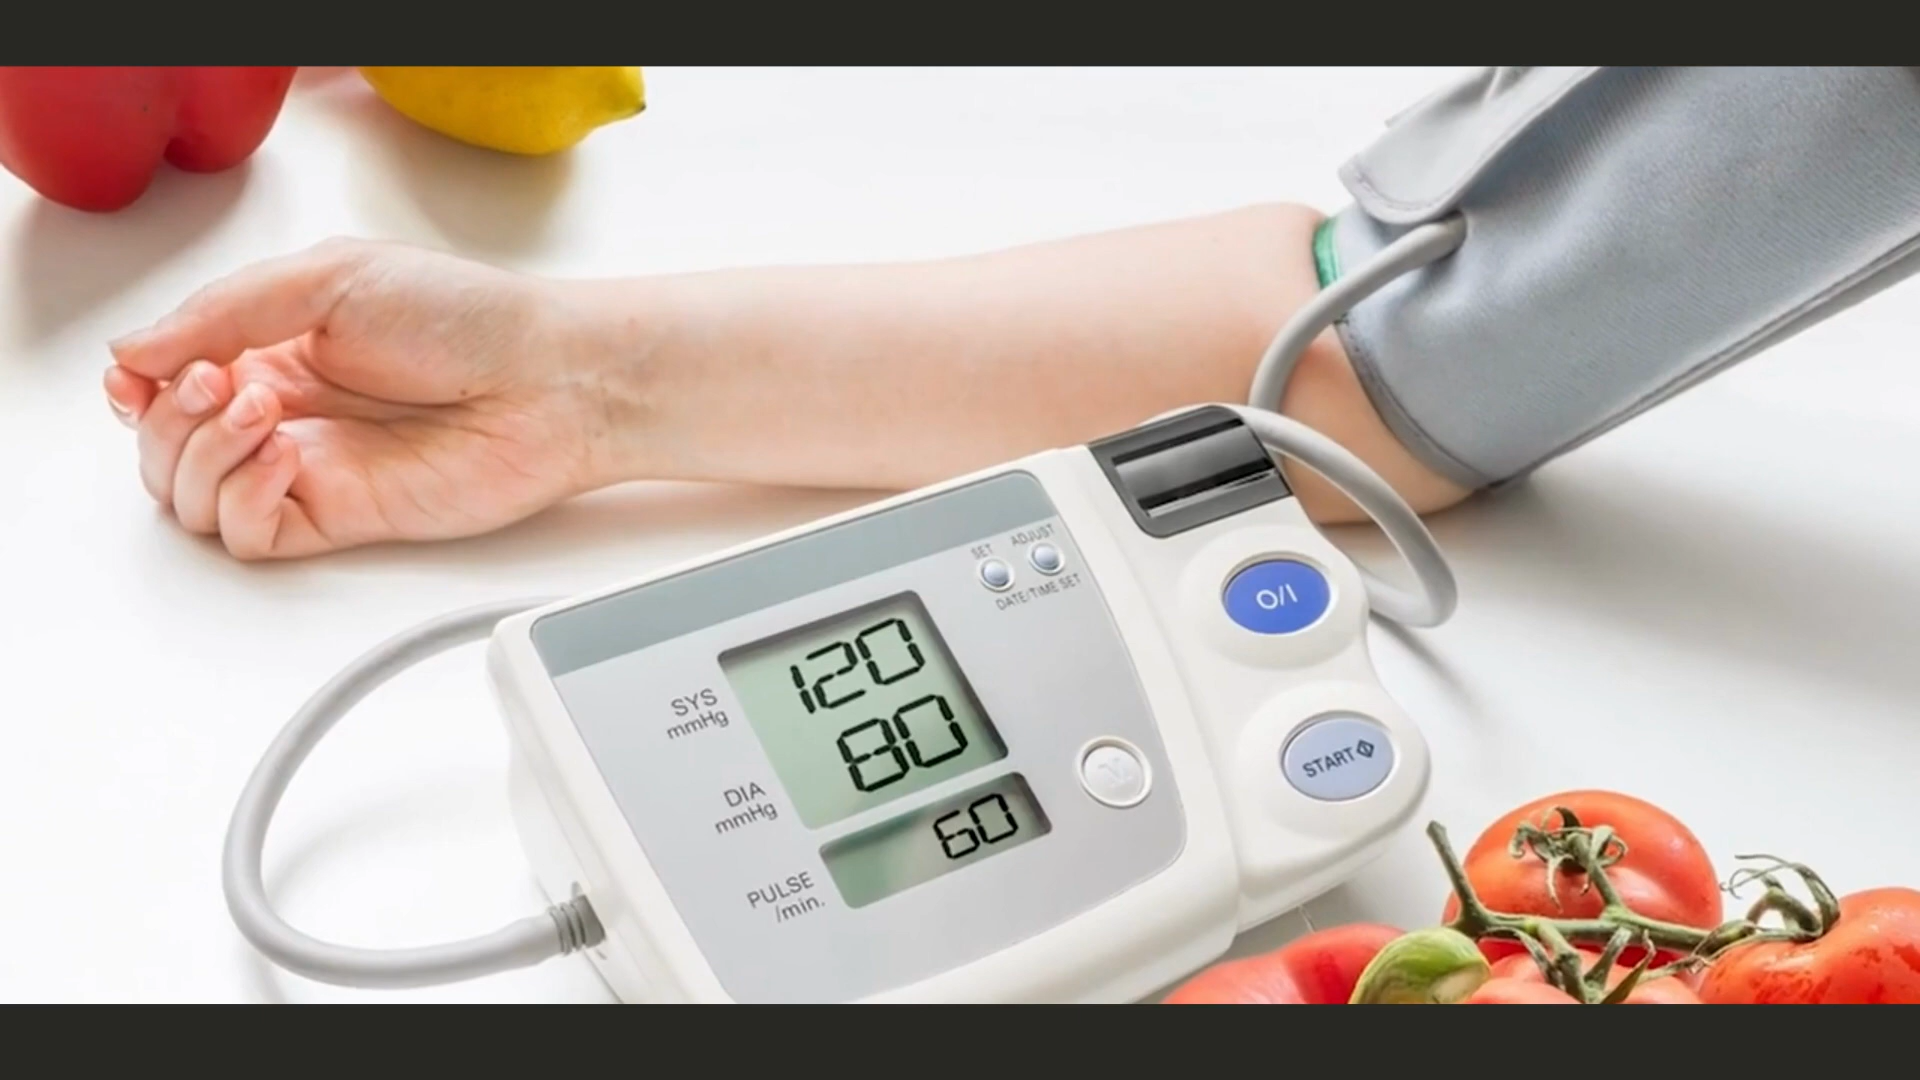 SET
ADJUST
DATE/TIME SET
O/I
120
SYS
mmHg
80
DIA
mmHg
START
60
PULSE
/min.